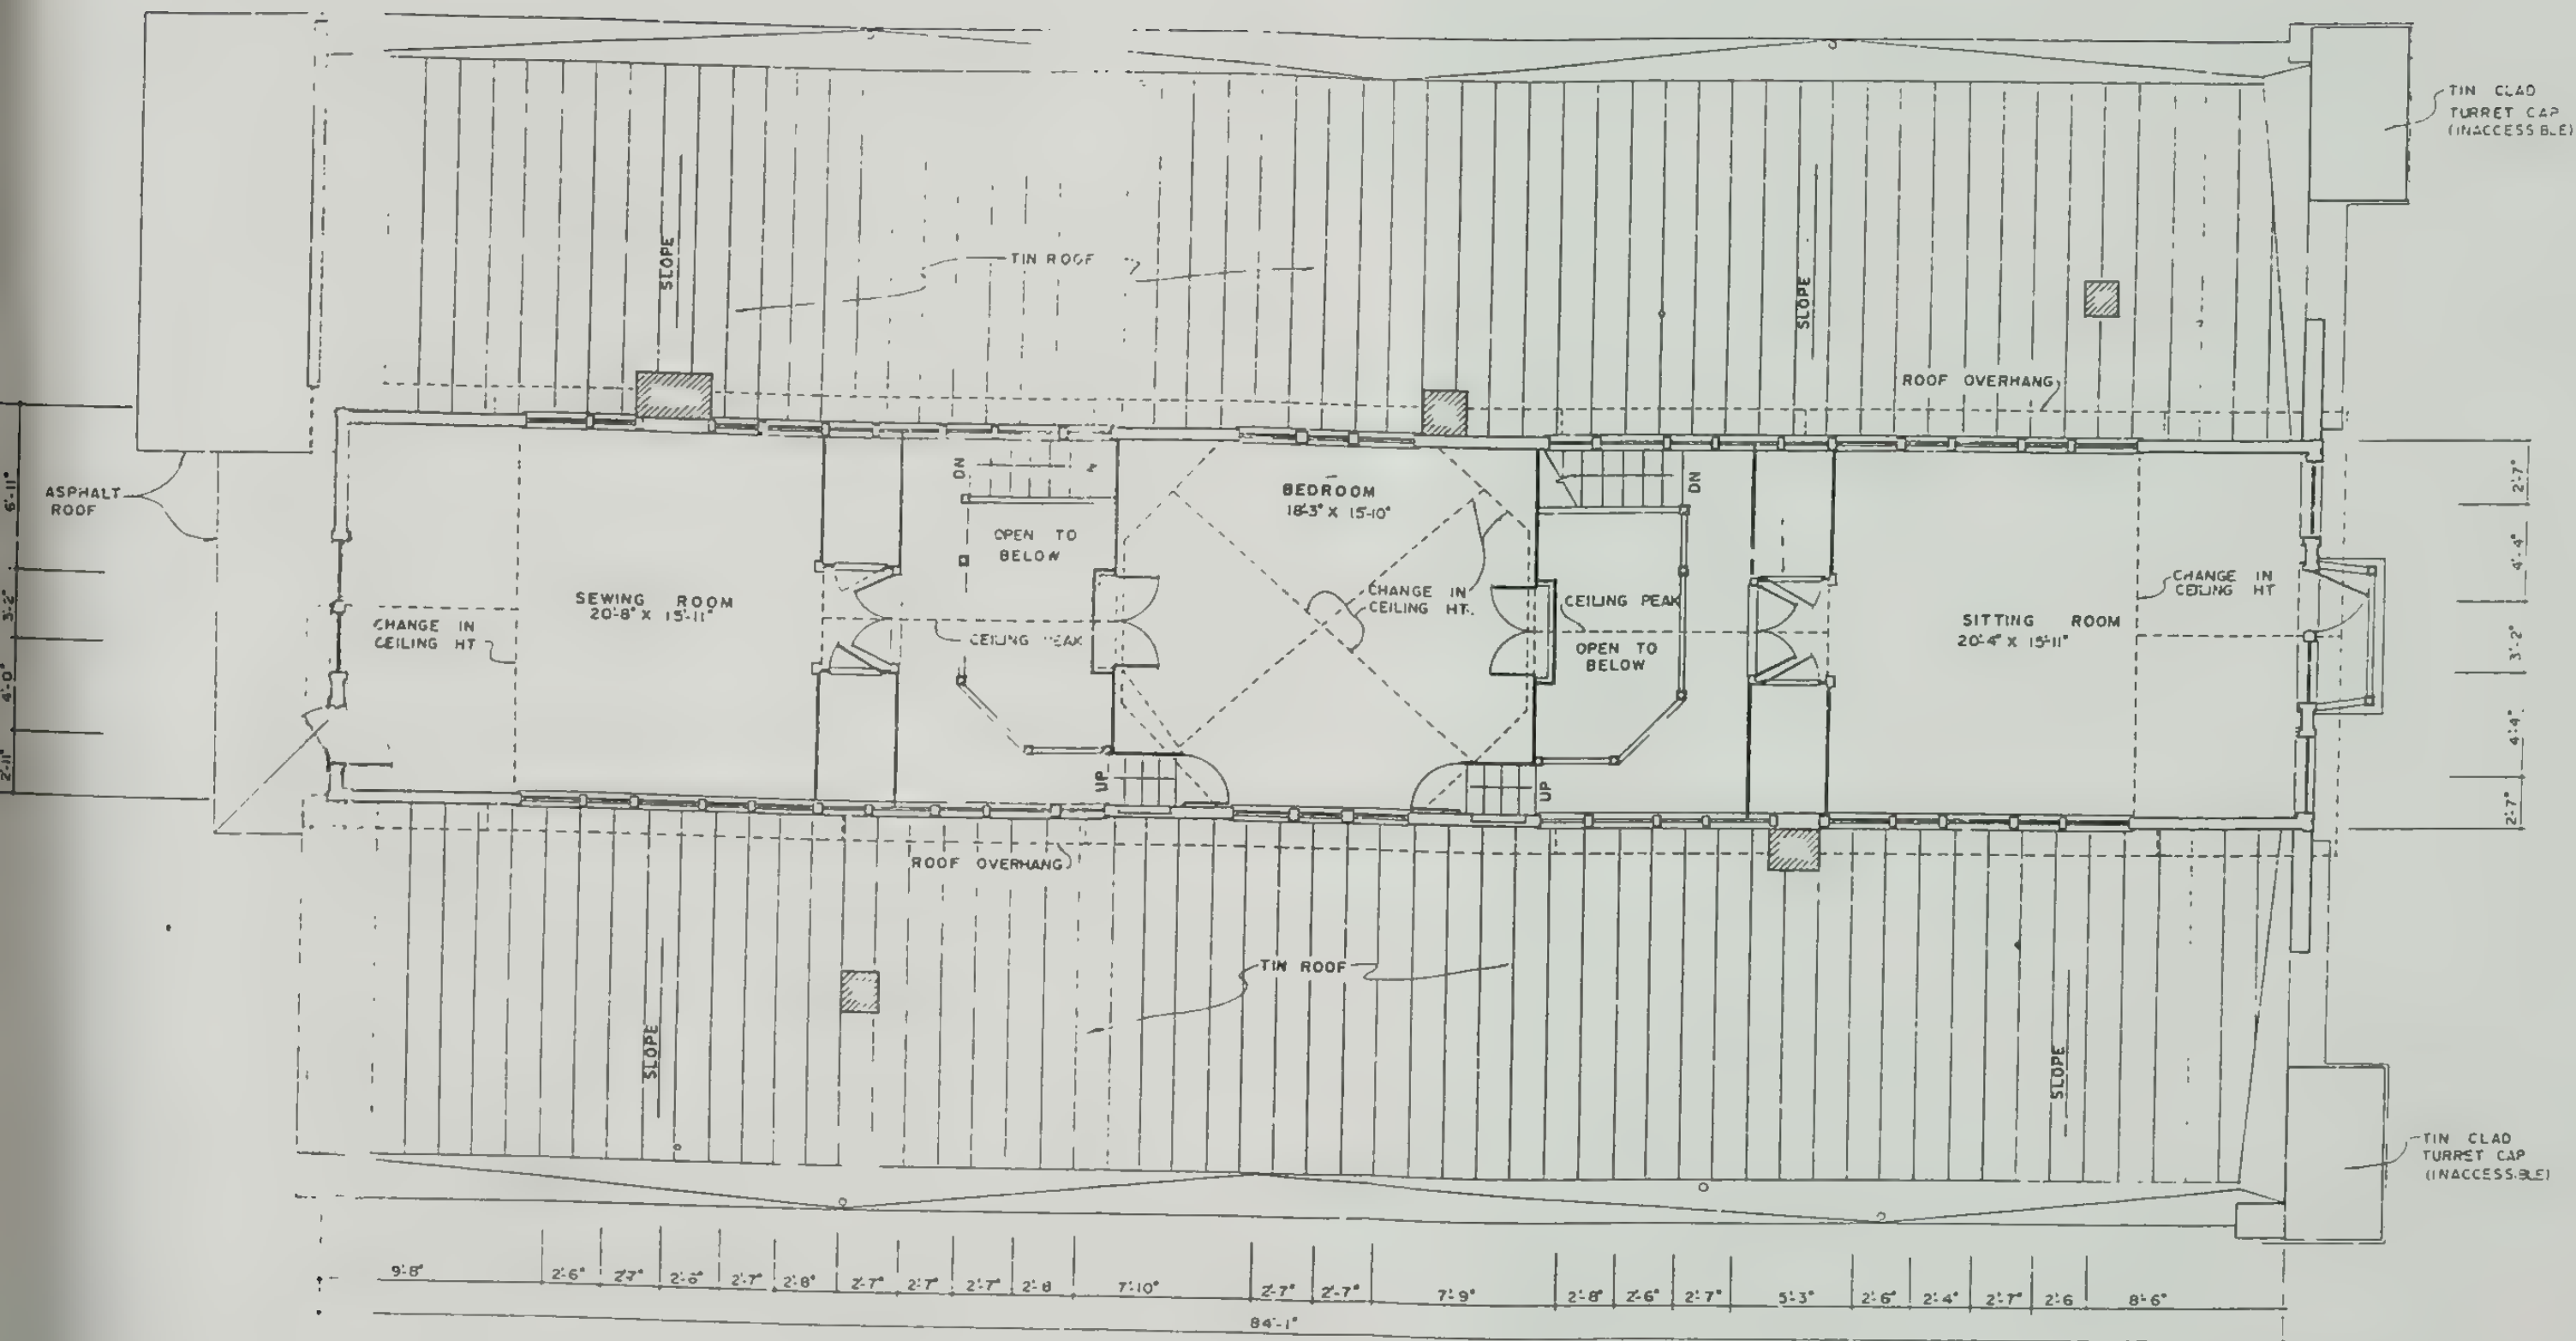 TIN CLAD
TURRET CAP
(INACCESSIBLE)
SLOPE
TIN ROOF
SLOPE
ROOF OVERHANG
ASPHALT
ROOF
DN
OPEN TO
BELOW
BEDROOM
18'-3" X 15'-10"
DN
SEWING ROOM
20'-8" X 15'-11"
CHANGE IN
CEILING HT
CEILING PEAK
CHANGE IN
CEILING HT.
CEILING PEAK
OPEN TO
BELOW
SITTING ROOM
20'-4" X 15'-11"
CHANGE IN
CEILING HT
UP
UP
6'-11"
3'-2"
4'-0"
2'-11"
2'-7"
4'-4"
3'-2"
4'-4"
2'-7"
ROOF OVERHANG
TIN ROOF
SLOPE
SLOPE
TIN CLAD
TURRET CAP
(INACCESSIBLE)
9'-8" 2'-6" 2'7" 2'-6" 2'-7" 2'-8" 2'-7" 2'-7" 2'-7" 2'-8 7'-10" 2'-7" 2'-7" 7'-9" 2'-8" 2'-6" 2'-7" 5'-3" 2'-6" 2'-4" 2'-7" 2'-6 8'-6"
84'-1"